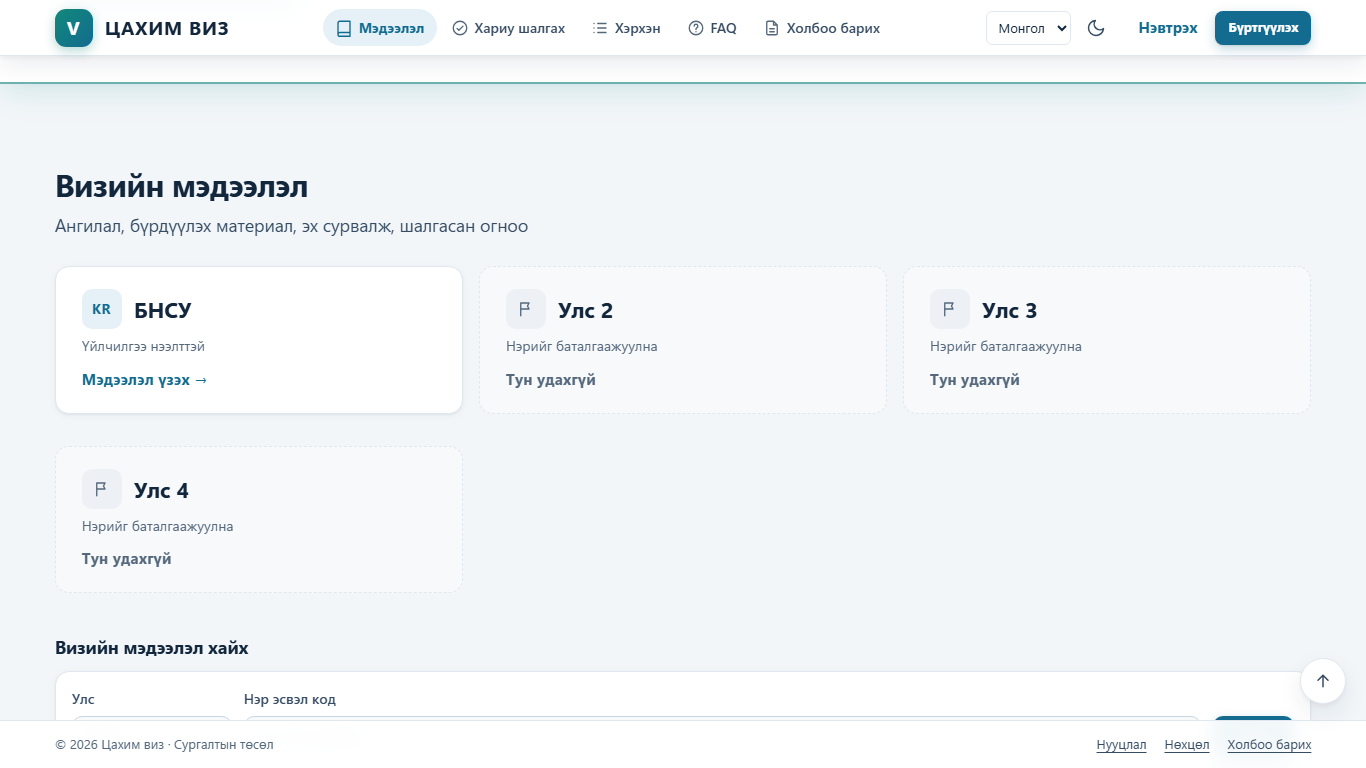 V ЦАХИМ ВИЗ Мэдээлэл Хариу шалгах Хэрхэн FAQ Холбоо барих Монгол Нэвтрэх Бүртгүүлэх
Визийн мэдээлэл
Ангилал, бүрдүүлэх материал, эх сурвалж, шалгасан огноо
KR БНСУ
Үйлчилгээ нээлттэй
Мэдээлэл үзэх →
Улс 2
Нэрийг баталгаажуулна
Тун удахгүй
Улс 3
Нэрийг баталгаажуулна
Тун удахгүй
Улс 4
Нэрийг баталгаажуулна
Тун удахгүй
Визийн мэдээлэл хайх
Улс Нэр эсвэл код
© 2026 Цахим виз · Сургалтын төсөл Нууцлал Нөхцөл Холбоо барих